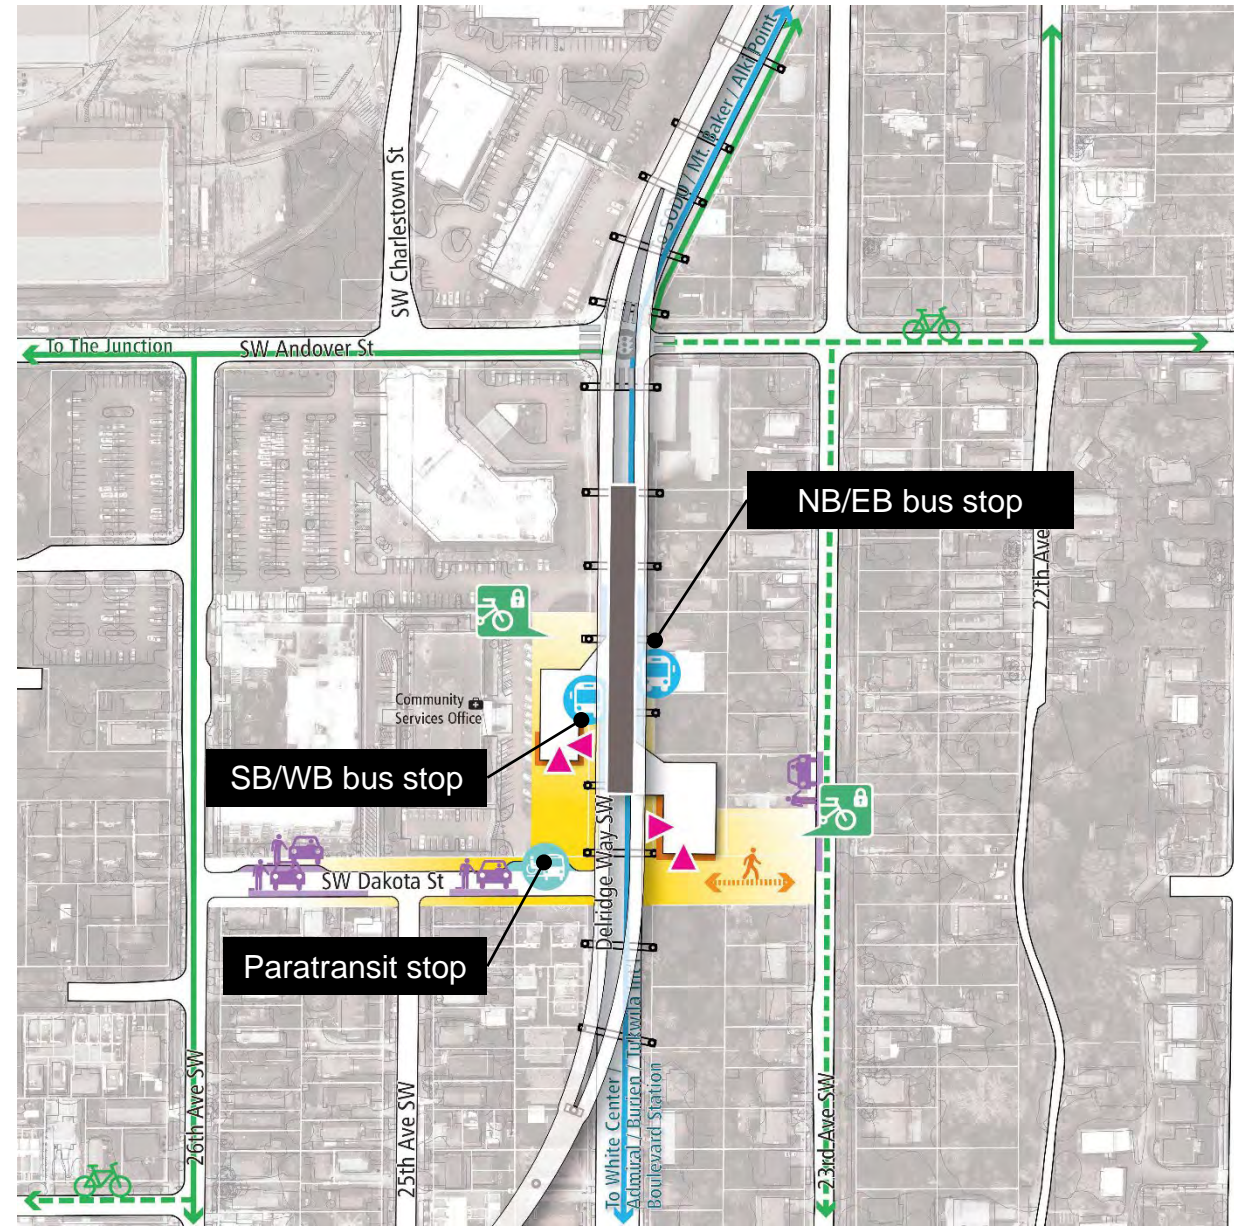 SW Charlestown St
to SODO / Mt. Baker / Alki Point
To The Junction
SW Andover St
NB/EB bus stop
22th Ave
Community
Services Office
SB/WB bus stop
Delridge Way SW
SW Dakota St
Paratransit stop
26th Ave SW
25th Ave SW
To White Center /
Admiral / Burien / Tukwila Int'l
Boulevard Station
23rd Ave SW